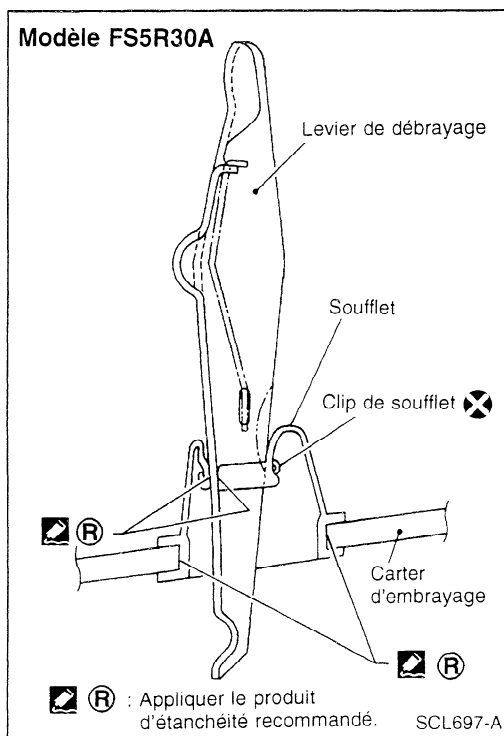 Modèle FS5R30A
Levier de débrayage
Soufflet
Clip de soufflet
R
Carter
d'embrayage
R
R : Appliquer le produit
d'étanchéité recommandé.
SCL697-A